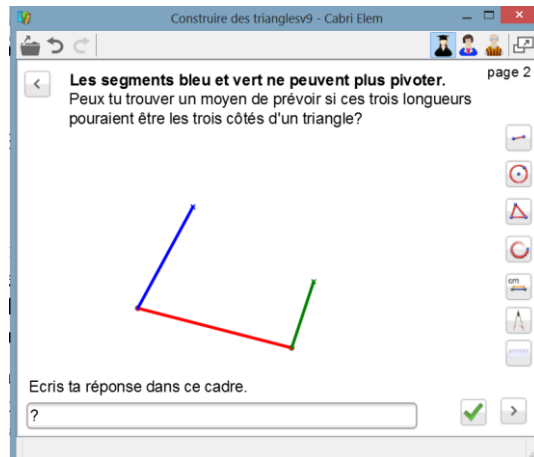 Construire des trianglesv9 - Cabri Elem
page 2
Les segments bleu et vert ne peuvent plus pivoter.
Peux tu trouver un moyen de prévoir si ces trois longueurs
pouraient être les trois côtés d'un triangle?
cm
Ecris ta réponse dans ce cadre.
?